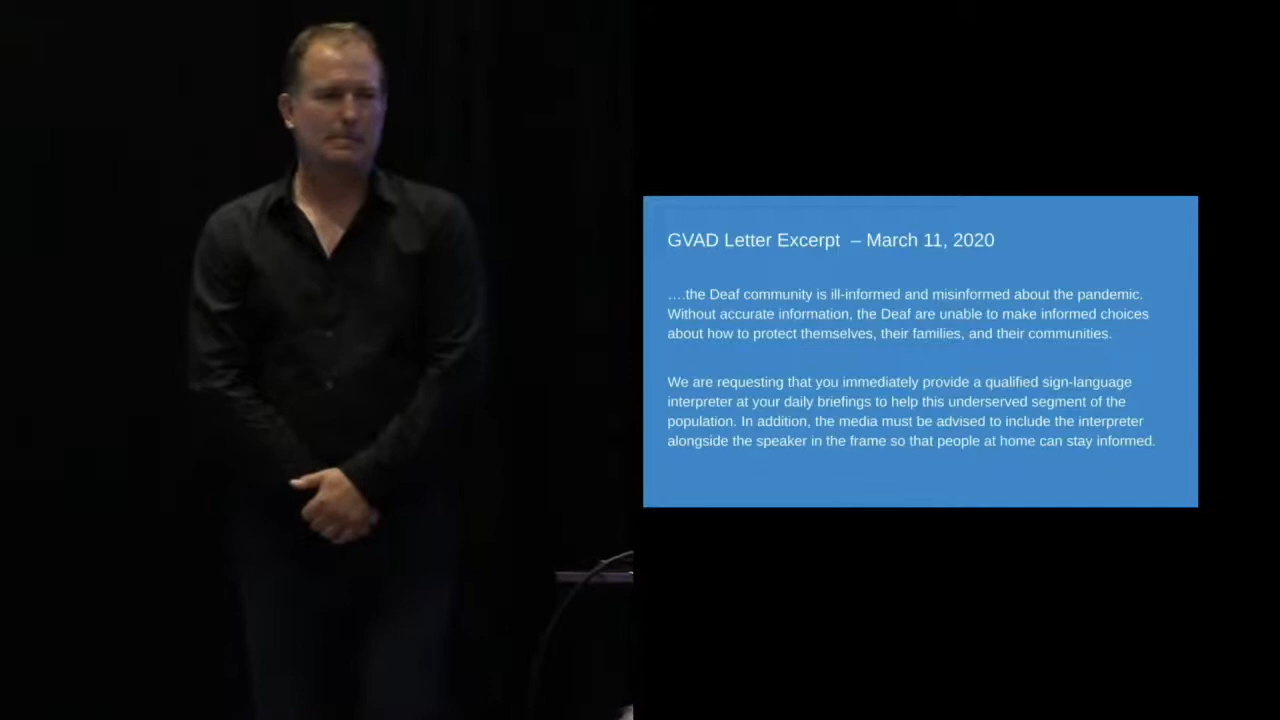 GVAD Letter Excerpt – March 11, 2020
….the Deaf community is ill-informed and misinformed about the pandemic.
Without accurate information, the Deaf are unable to make informed choices
about how to protect themselves, their families, and their communities.
We are requesting that you immediately provide a qualified sign-language
interpreter at your daily briefings to help this underserved segment of the
population. In addition, the media must be advised to include the interpreter
alongside the speaker in the frame so that people at home can stay informed.